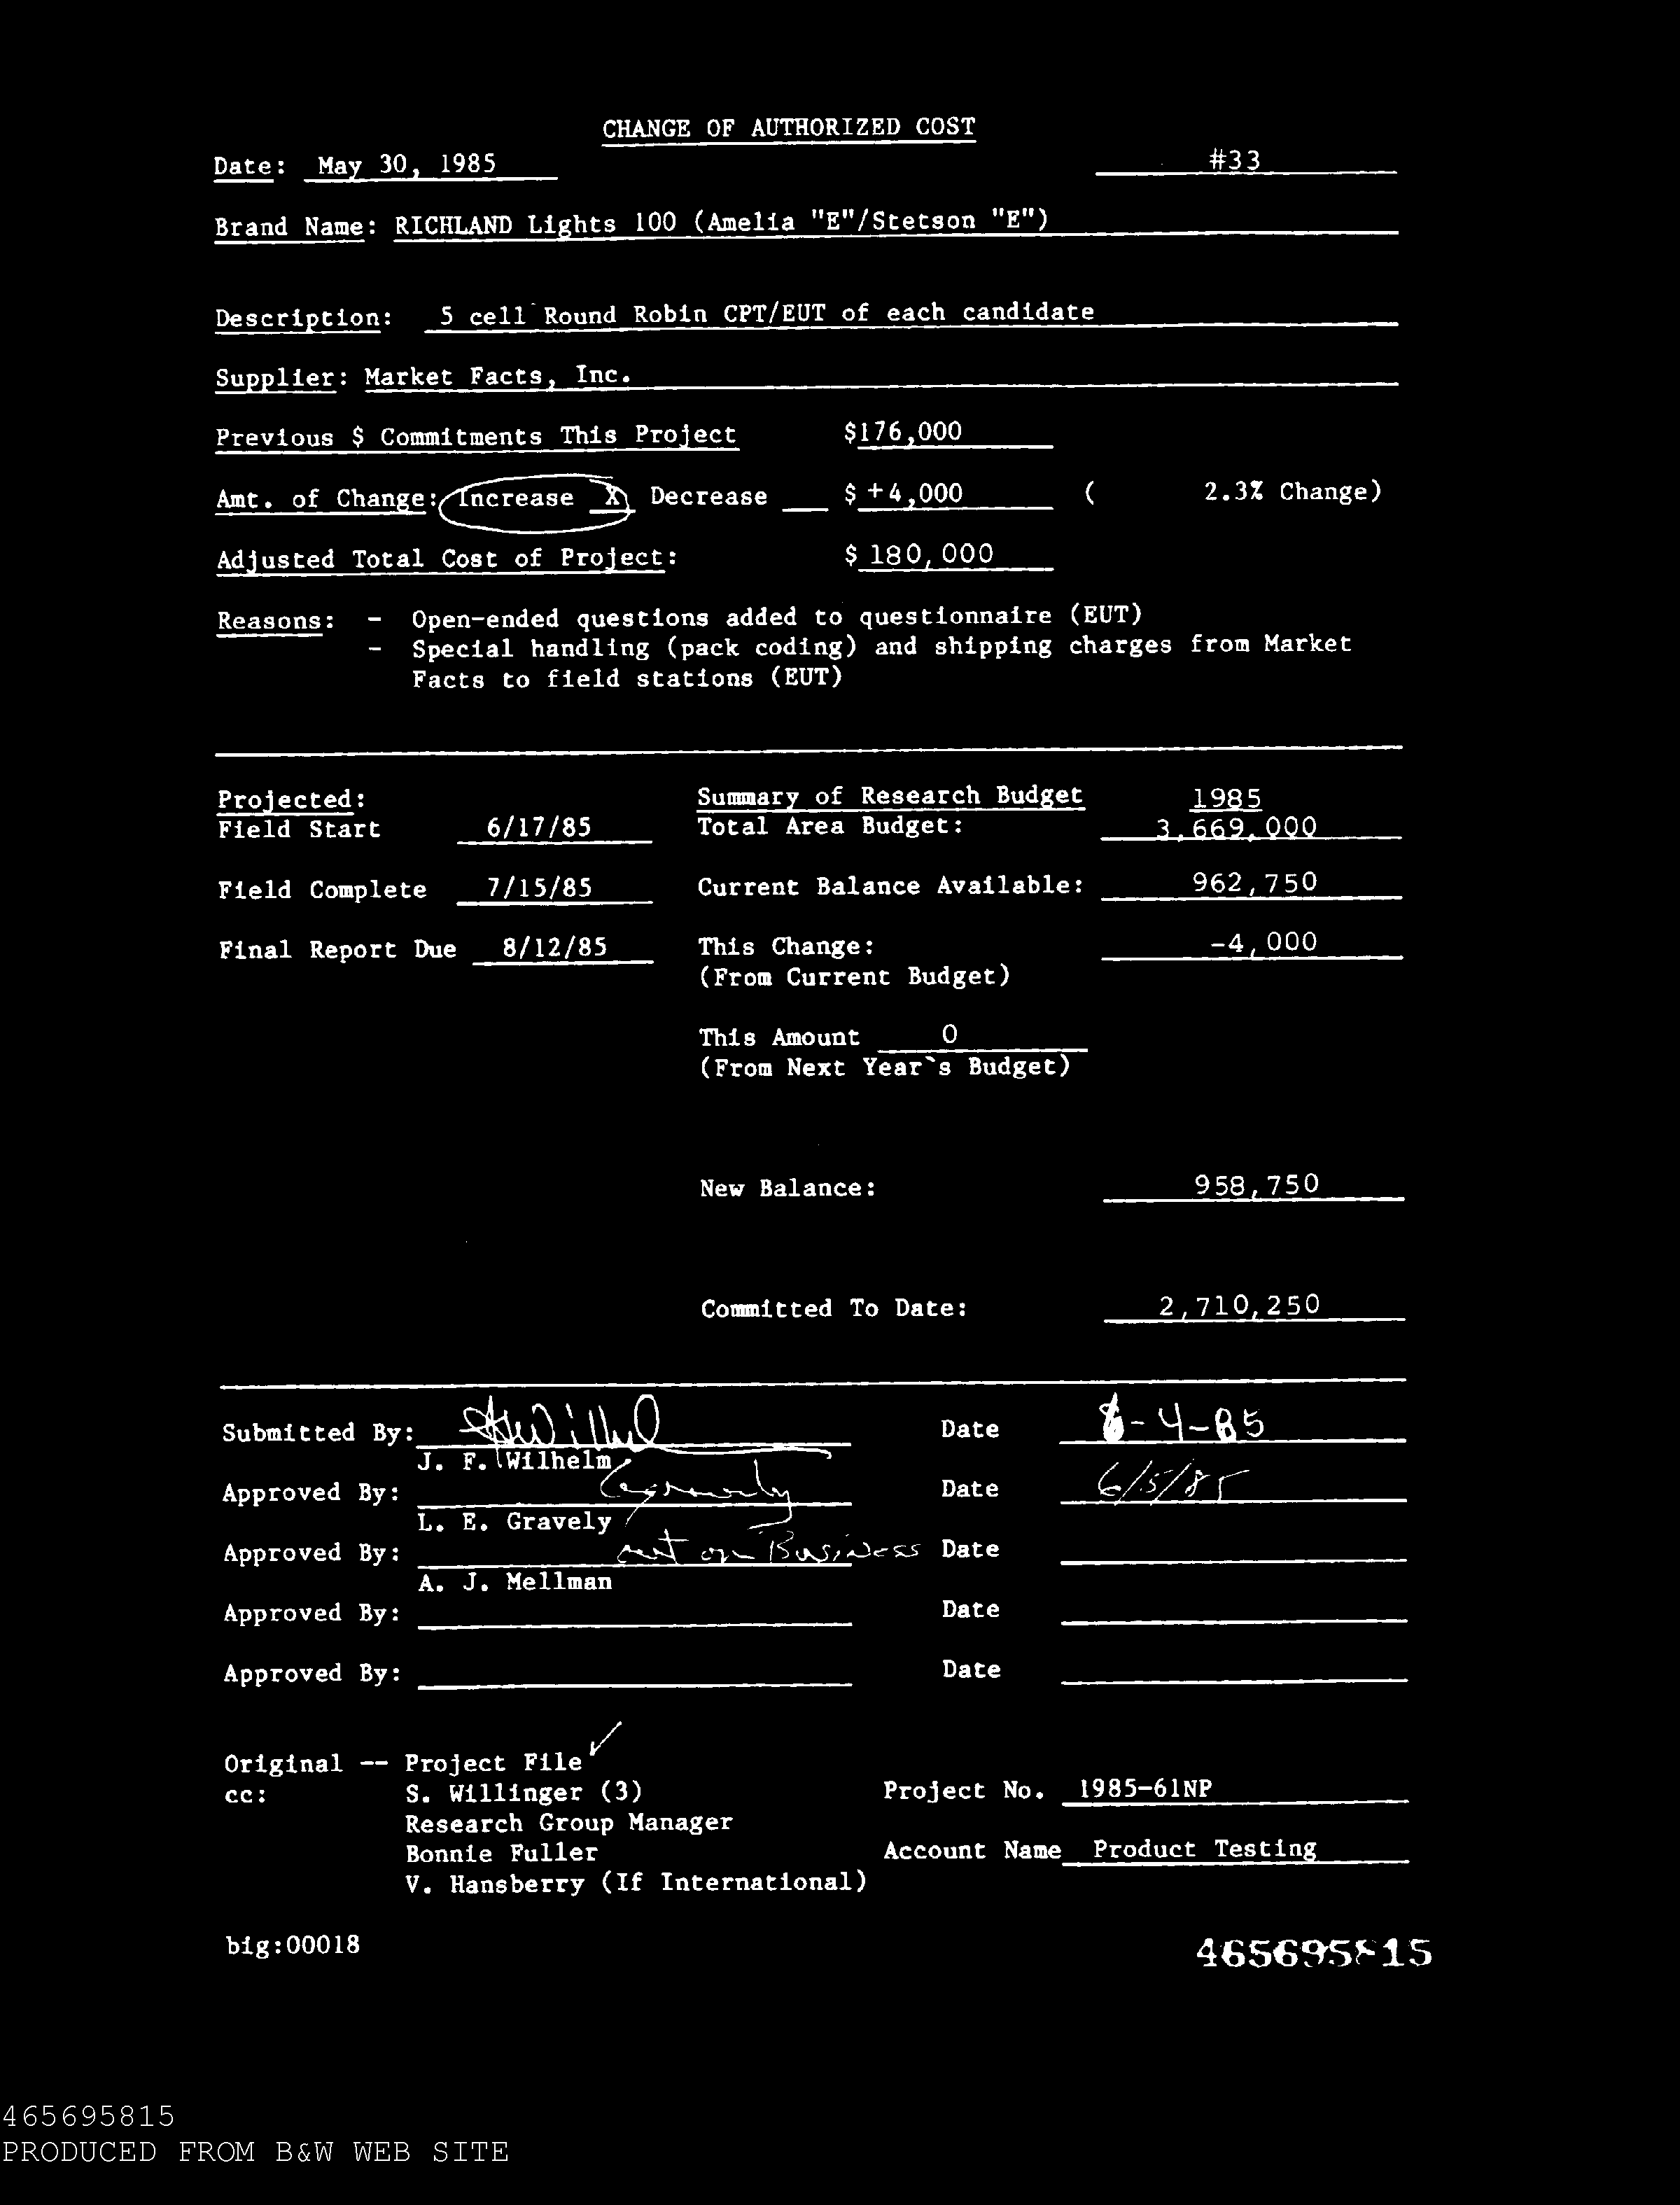 CHANGE OF AUTHORIZED COST
Date: May 30, 1985 #33
Brand Name: RICHLAND Lights 100 (Amelia "E"/Stetson "E")
Description: 5 cell Round Robin CPT/EUT of each candidate
Supplier: Market Facts, Inc.
Previous $ Commitments This Project $176,000
Amt. of Change: Increase X Decrease $ +4,000 ( 2.3% Change)
Adjusted Total Cost of Project: $ 180,000
Reasons: - Open-ended questions added to questionnaire (EUT)
- Special handling (pack coding) and shipping charges from Market
Facts to field stations (EUT)
Projected: Summary of Research Budget 1985
Field Start 6/17/85 Total Area Budget: 3,669,000
Field Complete 7/15/85 Current Balance Available: 962,750
Final Report Due 8/12/85 This Change: -4,000
(From Current Budget)
This Amount 0
(From Next Year`s Budget)
New Balance: 958,750
Committed To Date: 2,710,250
Submitted By: Date -4-85
J. F. Wilhelm
Approved By: Gravely Date 6/5/85
L. E. Gravely
Approved By: out on Business Date
A. J. Mellman
Approved By: Date
Approved By: Date
Original -- Project File
cc: S. Willinger (3) Project No. 1985-61NP
Research Group Manager
Bonnie Fuller Account Name Product Testing
V. Hansberry (If International)
big:00018 465695815
465695815
PRODUCED FROM B&W WEB SITE